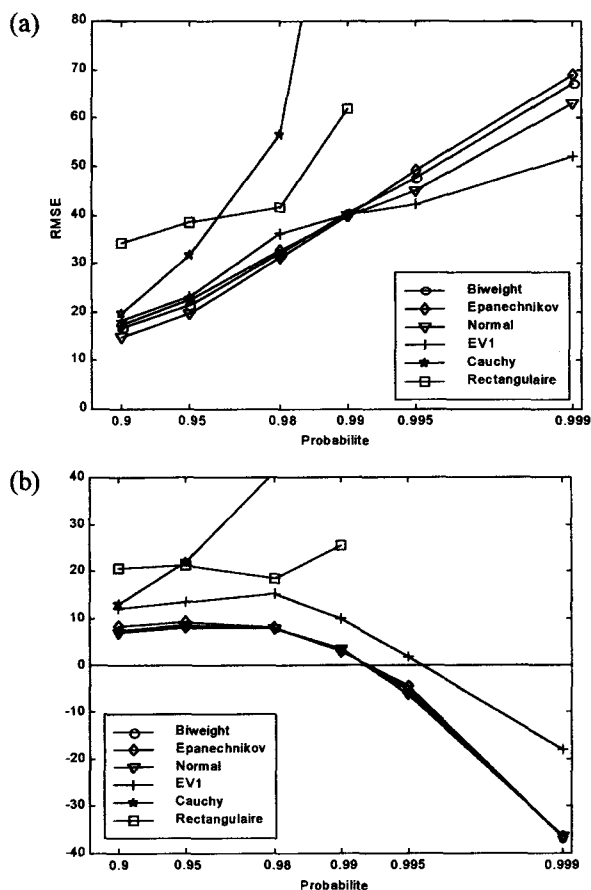 (a)
80
70
60
50
40
30
20
10
0
RMSE
Biweight
Epanechnikov
Normal
EV1
Cauchy
Rectangulaire
0.9 0.95 0.98 0.99 0.995 0.999
Probabilite
(b)
40
30
20
10
0
-10
-20
-30
-40
Biweight
Epanechnikov
Normal
EV1
Cauchy
Rectangulaire
0.9 0.95 0.98 0.99 0.995 0.999
Probabilite